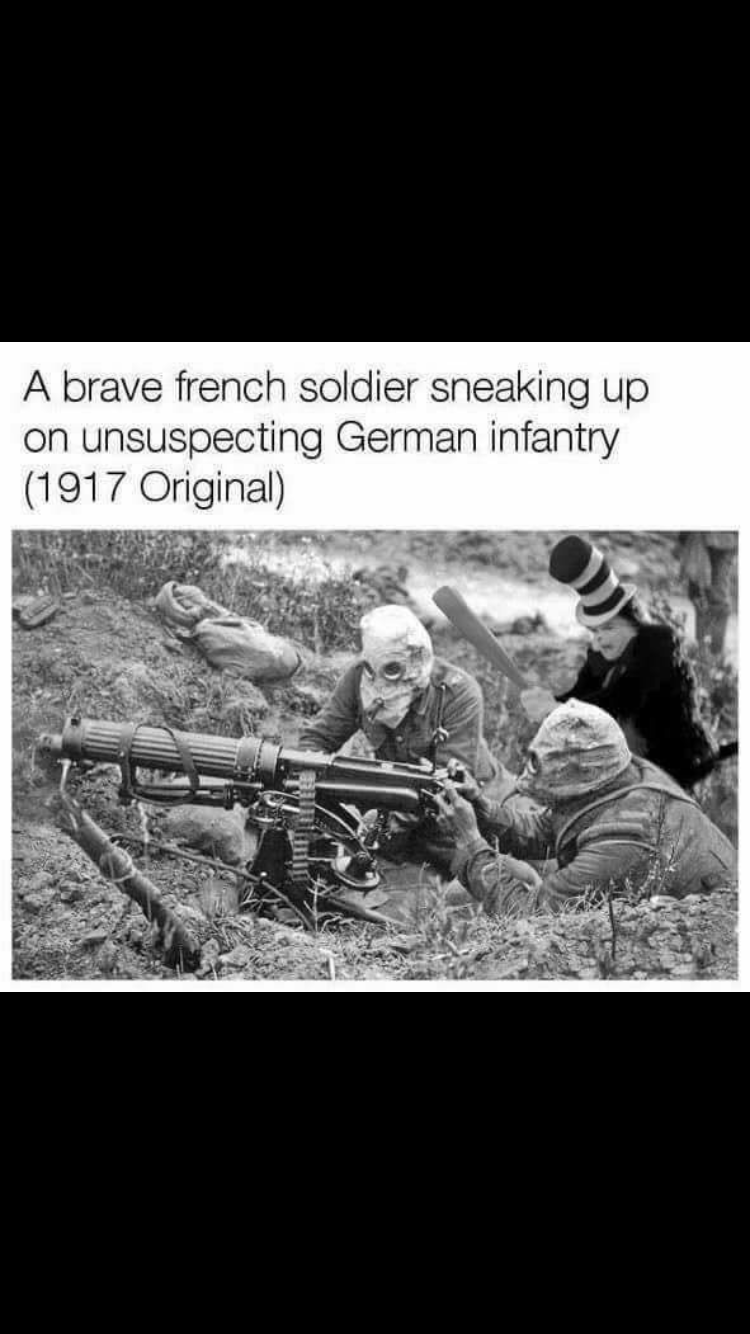 A brave french soldier sneaking up
on unsuspecting German infantry
(1917 Original)